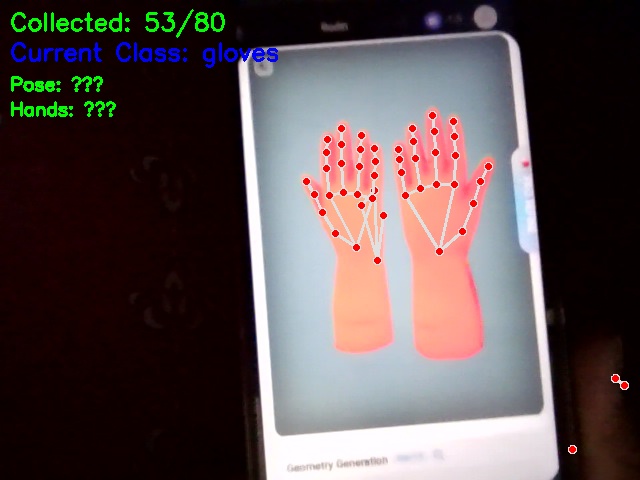 Collected: 53/80
Current Class: gloves
Pose: ???
Hands: ???
Geometry Generation